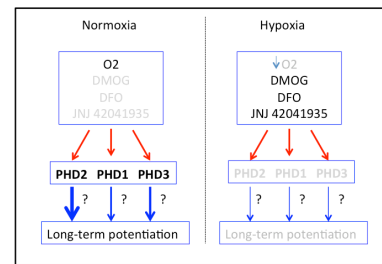 Normoxia
O2
DMOG
DFO
JNJ 42041935
PHD2 PHD1 PHD3
? ? ?
Long-term potentiation
Hypoxia
O2
DMOG
DFO
JNJ 42041935
PHD2 PHD1 PHD3
? ? ?
Long-term potentiation